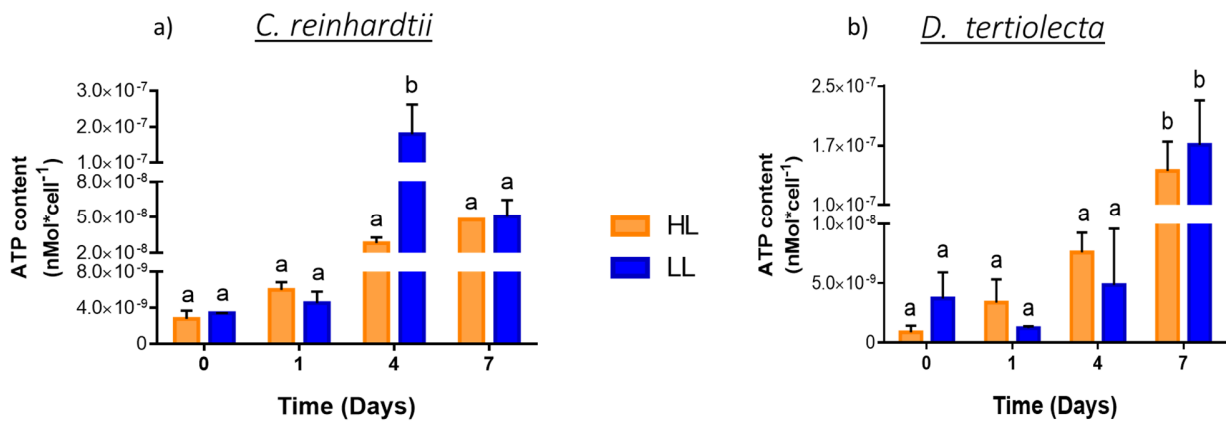 a) C. reinhardtii
ATP content
(nMol*cell⁻¹)
3.0×10⁻⁷
2.0×10⁻⁷
1.0×10⁻⁷
8.0×10⁻⁸
5.0×10⁻⁸
2.0×10⁻⁸
8.0×10⁻⁹
4.0×10⁻⁹
0
a a a a a b a a
0 1 4 7
Time (Days)
HL
LL
b) D. tertiolecta
ATP content
(nMol*cell⁻¹)
2.5×10⁻⁷
1.7×10⁻⁷
1.0×10⁻⁷
1.0×10⁻⁸
5.0×10⁻⁹
0
a a a a a a b b
0 1 4 7
Time (Days)